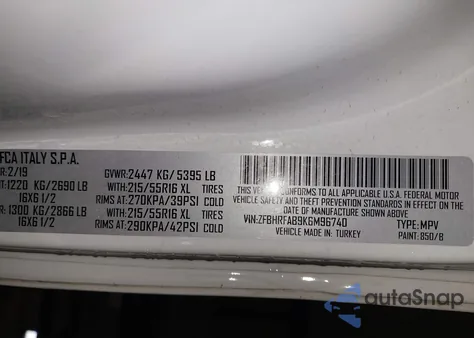 FCA ITALY S.P.A.
R: 2/19 GVWR: 2447 KG/ 5395 LB
T: 1220 KG/2690 LB WITH: 215/55R16 XL TIRES
16X6 1/2 RIMS AT: 270KPA/39PSI COLD
R: 1300 KG/2866 LB WITH: 215/55R16 XL TIRES
16X6 1/2 RIMS AT: 290KPA/42PSI COLD
THIS VEHICLE CONFORMS TO ALL APPLICABLE U.S.A. FEDERAL MOTOR
VEHICLE SAFETY AND THEFT PREVENTION STANDARDS IN EFFECT ON THE
DATE OF MANUFACTURE SHOWN ABOVE.
VIN: ZFBHRFAB9K6M96740 TYPE: MPV
VEHICLE MADE IN: TURKEY PAINT: 850/B
autoSnap